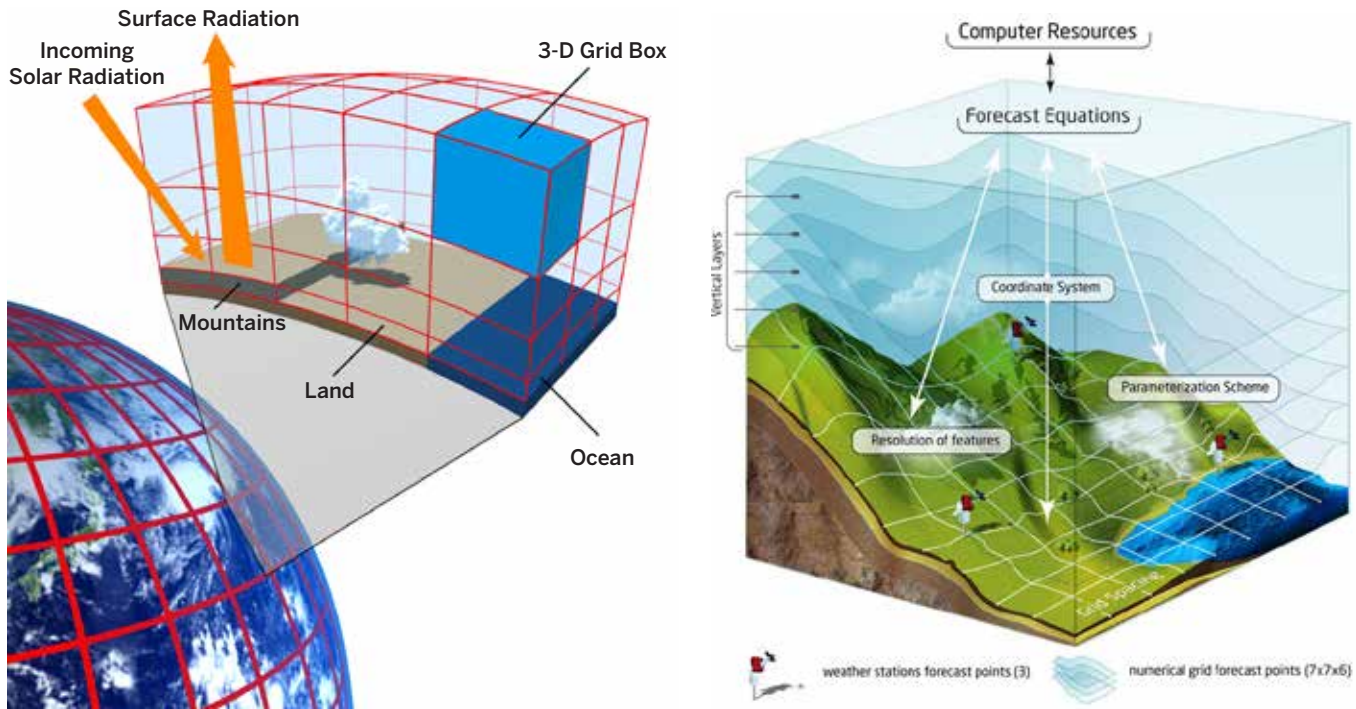 Surface Radiation
Incoming
Solar Radiation
3-D Grid Box
Mountains
Land
Ocean
Computer Resources
Forecast Equations
Vertical Layers
Coordinate System
Parameterization Scheme
Resolution of features
Grid Spacing
weather stations forecast points (3)
numerical grid forecast points (7x7x6)